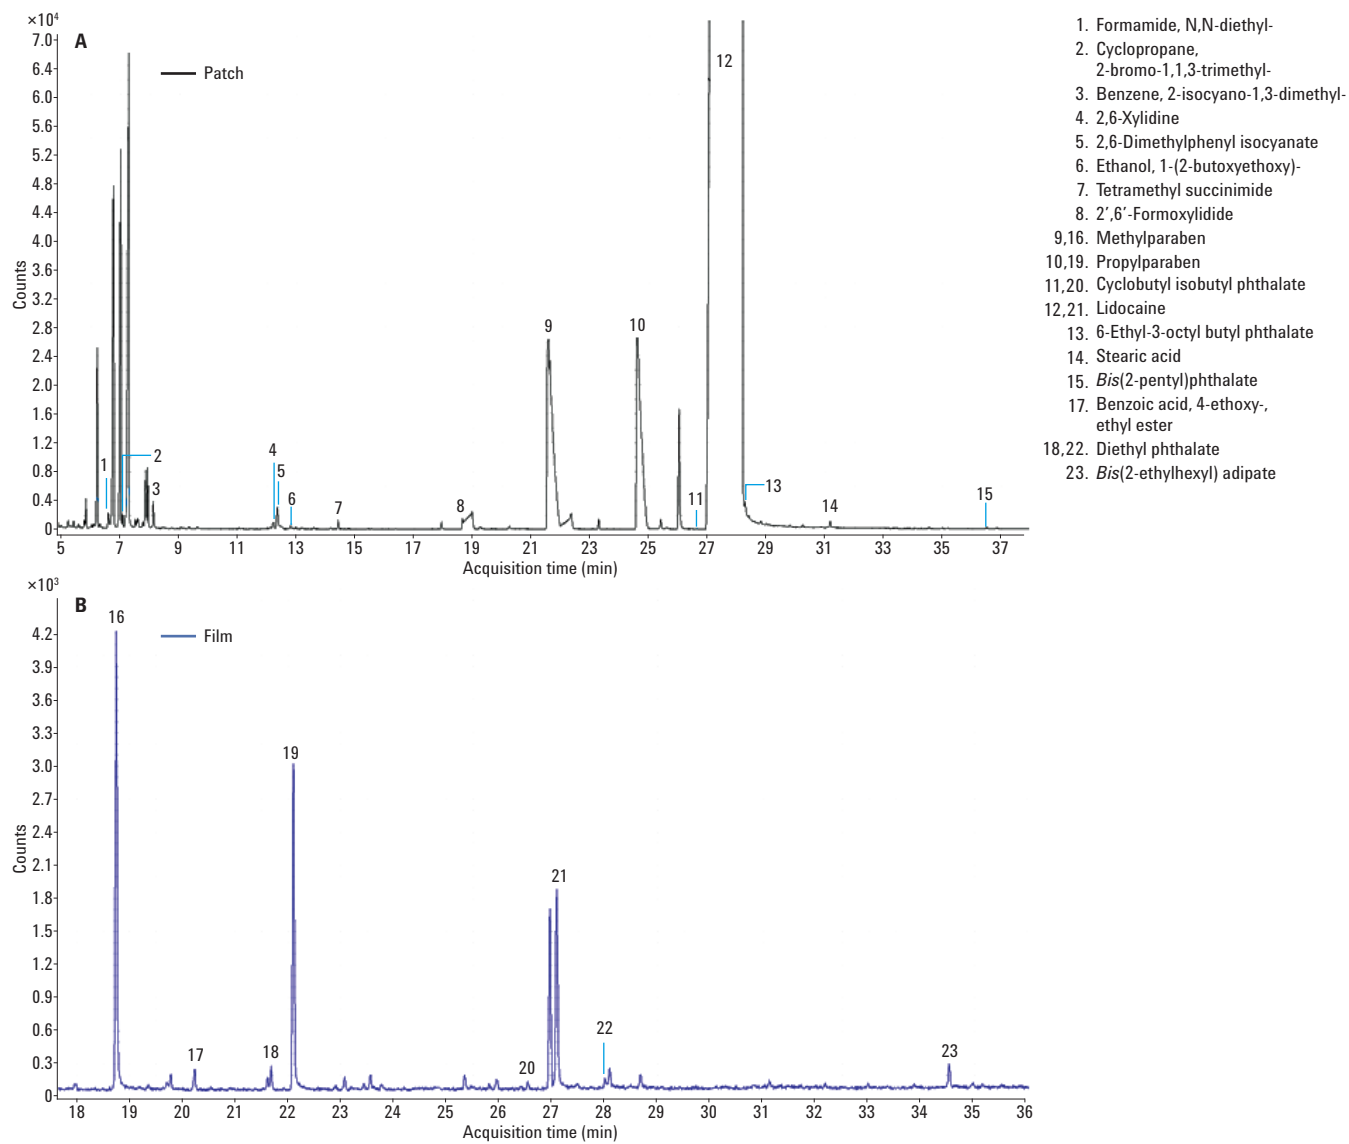 ×10⁴
A
Patch
7.0
6.4
6.0
5.6
5.2
4.8
4.4
4.0
3.6
3.2
2.8
2.4
2.0
1.6
1.2
0.8
0.4
0
Counts
1
2
3
4
5
6
7
8
9
10
11
12
13
14
15
5 7 9 11 13 15 17 19 21 23 25 27 29 31 33 35 37
Acquisition time (min)
1. Formamide, N,N-diethyl-
2. Cyclopropane,
2-bromo-1,1,3-trimethyl-
3. Benzene, 2-isocyano-1,3-dimethyl-
4. 2,6-Xylidine
5. 2,6-Dimethylphenyl isocyanate
6. Ethanol, 1-(2-butoxyethoxy)-
7. Tetramethyl succinimide
8. 2′,6′-Formoxylidide
9,16. Methylparaben
10,19. Propylparaben
11,20. Cyclobutyl isobutyl phthalate
12,21. Lidocaine
13. 6-Ethyl-3-octyl butyl phthalate
14. Stearic acid
15. Bis(2-pentyl)phthalate
17. Benzoic acid, 4-ethoxy-,
ethyl ester
18,22. Diethyl phthalate
23. Bis(2-ethylhexyl) adipate
×10³
B
Film
4.2
3.9
3.6
3.3
3.0
2.7
2.4
2.1
1.8
1.5
1.2
0.9
0.6
0.3
0
Counts
16
17
18
19
20
21
22
23
18 19 20 21 22 23 24 25 26 27 28 29 30 31 32 33 34 35 36
Acquisition time (min)